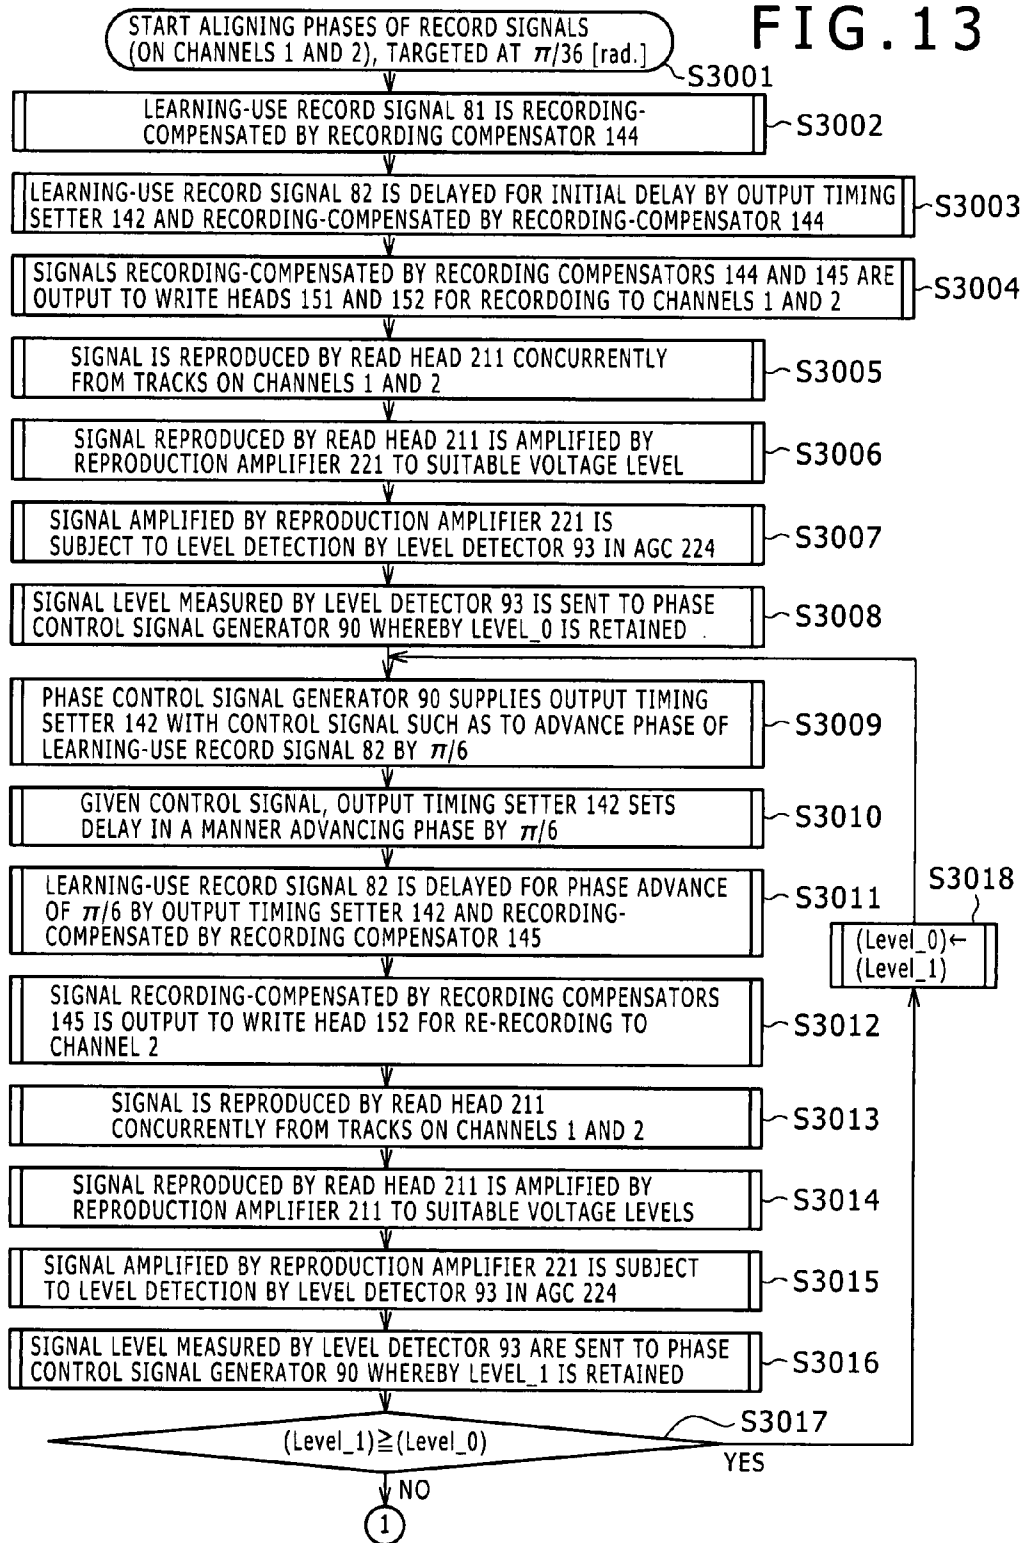 FIG.13
START ALIGNING PHASES OF RECORD SIGNALS
(ON CHANNELS 1 AND 2), TARGETED AT π/36 [rad.]
S3001
LEARNING-USE RECORD SIGNAL 81 IS RECORDING-
COMPENSATED BY RECORDING COMPENSATOR 144
S3002
LEARNING-USE RECORD SIGNAL 82 IS DELAYED FOR INITIAL DELAY BY OUTPUT TIMING
SETTER 142 AND RECORDING-COMPENSATED BY RECORDING-COMPENSATOR 144
S3003
SIGNALS RECORDING-COMPENSATED BY RECORDING COMPENSATORS 144 AND 145 ARE
OUTPUT TO WRITE HEADS 151 AND 152 FOR RECORDOING TO CHANNELS 1 AND 2
S3004
SIGNAL IS REPRODUCED BY READ HEAD 211 CONCURRENTLY
FROM TRACKS ON CHANNELS 1 AND 2
S3005
SIGNAL REPRODUCED BY READ HEAD 211 IS AMPLIFIED BY
REPRODUCTION AMPLIFIER 221 TO SUITABLE VOLTAGE LEVEL
S3006
SIGNAL AMPLIFIED BY REPRODUCTION AMPLIFIER 221 IS
SUBJECT TO LEVEL DETECTION BY LEVEL DETECTOR 93 IN AGC 224
S3007
SIGNAL LEVEL MEASURED BY LEVEL DETECTOR 93 IS SENT TO PHASE
CONTROL SIGNAL GENERATOR 90 WHEREBY LEVEL_0 IS RETAINED .
S3008
PHASE CONTROL SIGNAL GENERATOR 90 SUPPLIES OUTPUT TIMING
SETTER 142 WITH CONTROL SIGNAL SUCH AS TO ADVANCE PHASE OF
LEARNING-USE RECORD SIGNAL 82 BY π/6
S3009
GIVEN CONTROL SIGNAL, OUTPUT TIMING SETTER 142 SETS
DELAY IN A MANNER ADVANCING PHASE BY π/6
S3010
LEARNING-USE RECORD SIGNAL 82 IS DELAYED FOR PHASE ADVANCE
OF π/6 BY OUTPUT TIMING SETTER 142 AND RECORDING-
COMPENSATED BY RECORDING COMPENSATOR 145
S3011
S3018
(Level_0)←
(Level_1)
SIGNAL RECORDING-COMPENSATED BY RECORDING COMPENSATORS
145 IS OUTPUT TO WRITE HEAD 152 FOR RE-RECORDING TO
CHANNEL 2
S3012
SIGNAL IS REPRODUCED BY READ HEAD 211
CONCURRENTLY FROM TRACKS ON CHANNELS 1 AND 2
S3013
SIGNAL REPRODUCED BY READ HEAD 211 IS AMPLIFIED BY
REPRODUCTION AMPLIFIER 211 TO SUITABLE VOLTAGE LEVELS
S3014
SIGNAL AMPLIFIED BY REPRODUCTION AMPLIFIER 221 IS SUBJECT
TO LEVEL DETECTION BY LEVEL DETECTOR 93 IN AGC 224
S3015
SIGNAL LEVEL MEASURED BY LEVEL DETECTOR 93 ARE SENT TO PHASE
CONTROL SIGNAL GENERATOR 90 WHEREBY LEVEL_1 IS RETAINED
S3016
S3017
(Level_1)≧(Level_0)
YES
NO
1